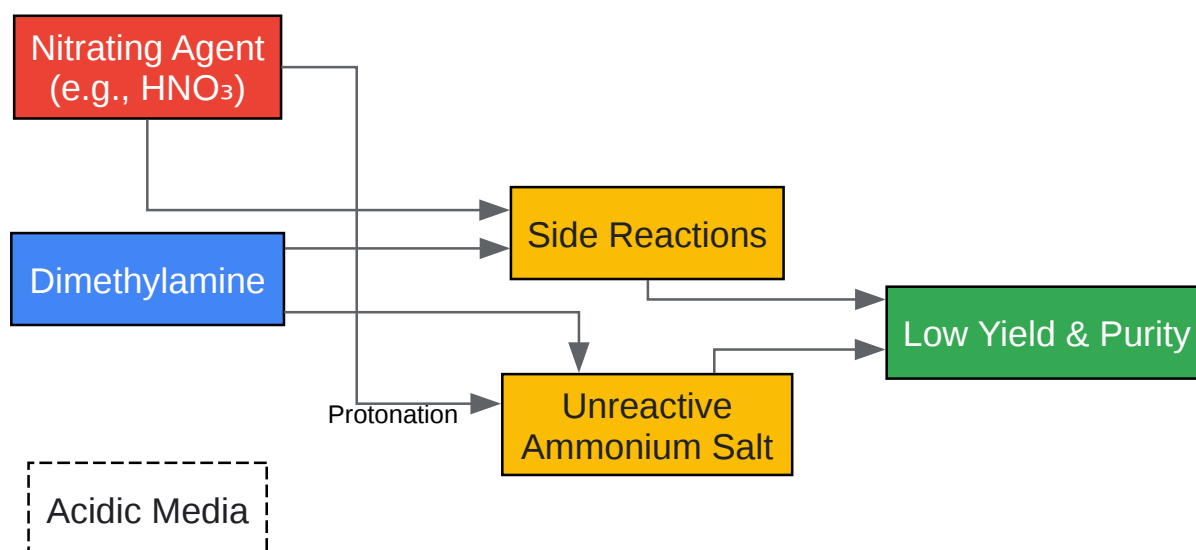 Nitrating Agent
(e.g., HNO₃)
Side Reactions
Dimethylamine
Low Yield & Purity
Unreactive
Ammonium Salt
Protonation
Acidic Media